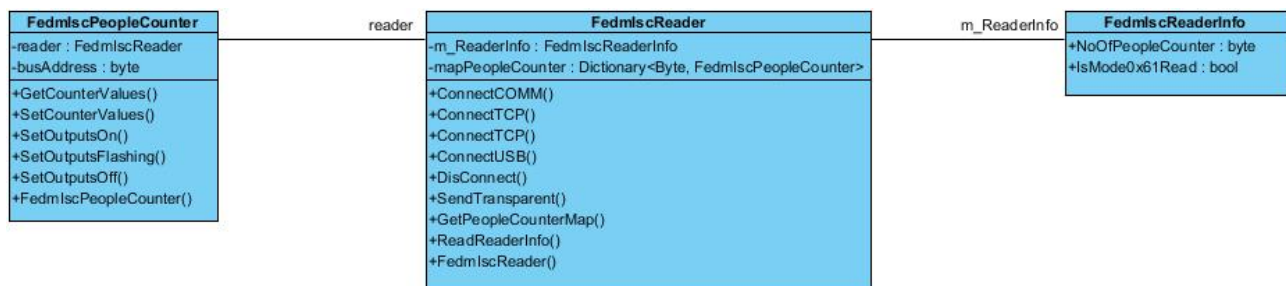 FedmIscPeopleCounter
-reader : FedmIscReader
-busAddress : byte
+GetCounterValues()
+SetCounterValues()
+SetOutputsOn()
+SetOutputsFlashing()
+SetOutputsOff()
+FedmIscPeopleCounter()
reader
FedmIscReader
-m_ReaderInfo : FedmIscReaderInfo
-mapPeopleCounter : Dictionary<Byte, FedmIscPeopleCounter>
+ConnectCOMM()
+ConnectTCP()
+ConnectTCP()
+ConnectUSB()
+DisConnect()
+SendTransparent()
+GetPeopleCounterMap()
+ReadReaderInfo()
+FedmIscReader()
m_ReaderInfo
FedmIscReaderInfo
+NoOfPeopleCounter : byte
+IsMode0x61Read : bool